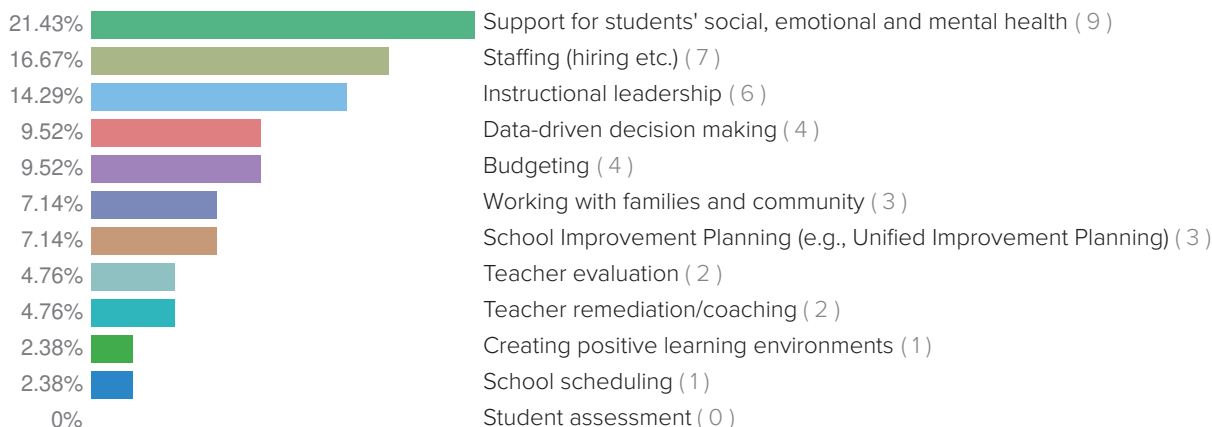 21.43% Support for students' social, emotional and mental health ( 9 )
16.67% Staffing (hiring etc.) ( 7 )
14.29% Instructional leadership ( 6 )
9.52% Data-driven decision making ( 4 )
9.52% Budgeting ( 4 )
7.14% Working with families and community ( 3 )
7.14% School Improvement Planning (e.g., Unified Improvement Planning) ( 3 )
4.76% Teacher evaluation ( 2 )
4.76% Teacher remediation/coaching ( 2 )
2.38% Creating positive learning environments ( 1 )
2.38% School scheduling ( 1 )
0% Student assessment ( 0 )